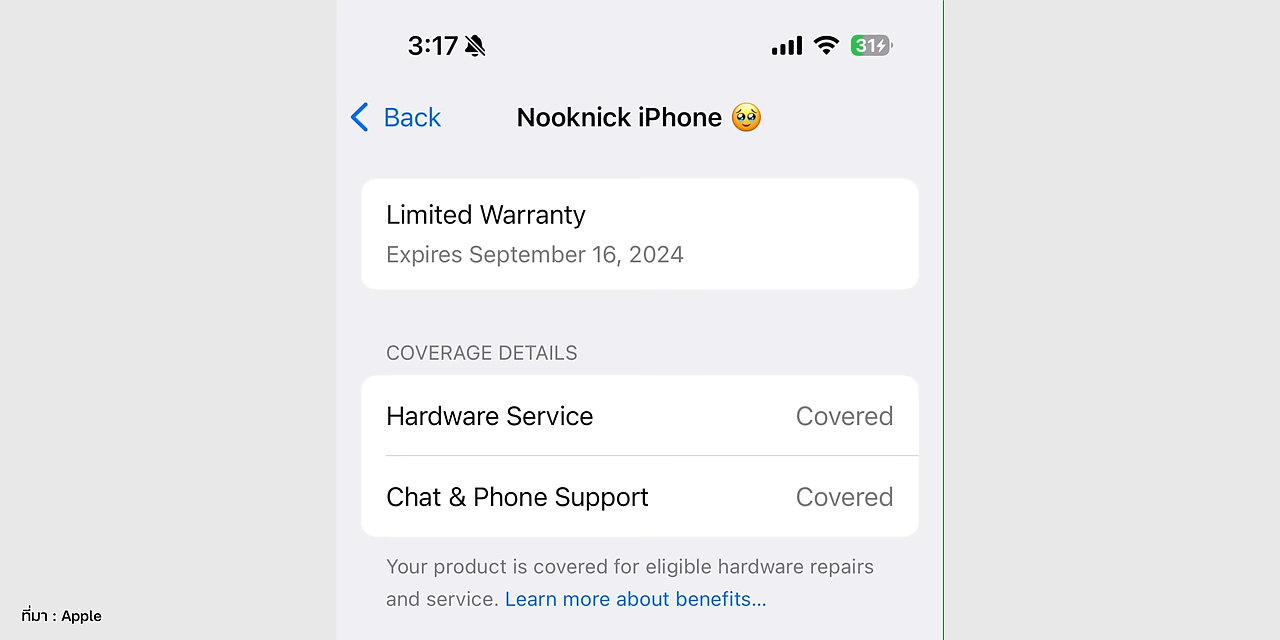 3:17
31
Back
Nooknick iPhone 🥹
Limited Warranty
Expires September 16, 2024
COVERAGE DETAILS
Hardware Service Covered
Chat & Phone Support Covered
Your product is covered for eligible hardware repairs
and service. Learn more about benefits...
ที่มา : Apple